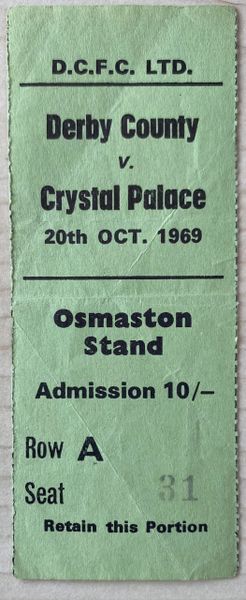 D.C.F.C. LTD.
Derby County
v.
Crystal Palace
20th OCT. 1969
Osmaston
Stand
Admission 10/–
Row A
Seat 31
Retain this Portion